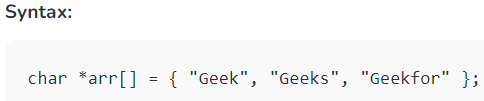 Syntax:
char *arr[] = { "Geek", "Geeks", "Geekfor" };